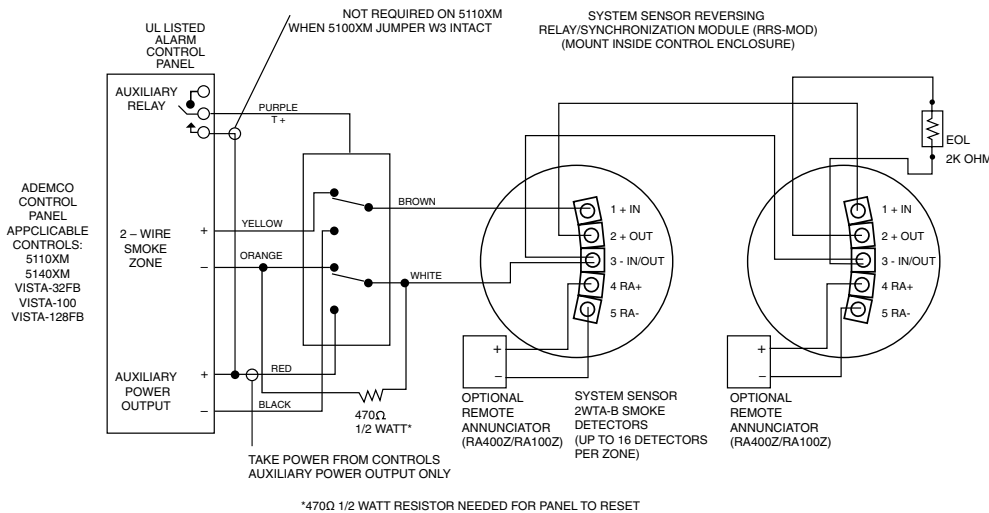 NOT REQUIRED ON 5110XM
WHEN 5100XM JUMPER W3 INTACT
SYSTEM SENSOR REVERSING
RELAY/SYNCHRONIZATION MODULE (RRS-MOD)
(MOUNT INSIDE CONTROL ENCLOSURE)
UL LISTED
ALARM
CONTROL
PANEL
AUXILIARY
RELAY
PURPLE
T +
EOL
2K OHM
ADEMCO
CONTROL
PANEL
APPCLICABLE
CONTROLS:
5110XM
5140XM
VISTA-32FB
VISTA-100
VISTA-128FB
2 – WIRE
SMOKE
ZONE
+
–
YELLOW
ORANGE
BROWN
WHITE
1 + IN
2 + OUT
3 - IN/OUT
4 RA+
5 RA-
1 + IN
2 + OUT
3 - IN/OUT
4 RA+
5 RA-
AUXILIARY
POWER
OUTPUT
+
–
RED
BLACK
470Ω
1/2 WATT*
+
–
OPTIONAL
REMOTE
ANNUNCIATOR
(RA400Z/RA100Z)
SYSTEM SENSOR
2WTA-B SMOKE
DETECTORS
(UP TO 16 DETECTORS
PER ZONE)
+
–
OPTIONAL
REMOTE
ANNUNCIATOR
(RA400Z/RA100Z)
TAKE POWER FROM CONTROLS
AUXILIARY POWER OUTPUT ONLY
*470Ω 1/2 WATT RESISTOR NEEDED FOR PANEL TO RESET